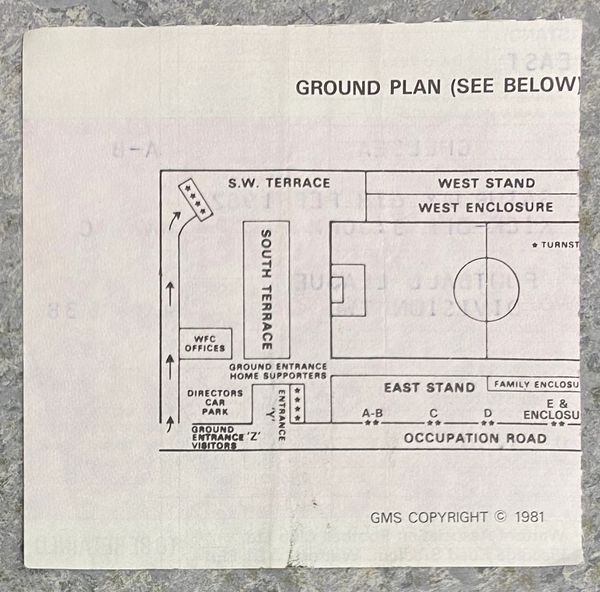 GROUND PLAN (SEE BELOW)
S.W. TERRACE
WEST STAND
WEST ENCLOSURE
* TURNST
SOUTH TERRACE
WFC
OFFICES
GROUND ENTRANCE
HOME SUPPORTERS
EAST STAND
FAMILY ENCLOSU
DIRECTORS
CAR
PARK
ENTRANCE
'Y'
A-B
C
D
E &
ENCLOSU
GROUND
ENTRANCE 'Z'
VISITORS
OCCUPATION ROAD
GMS COPYRIGHT © 1981